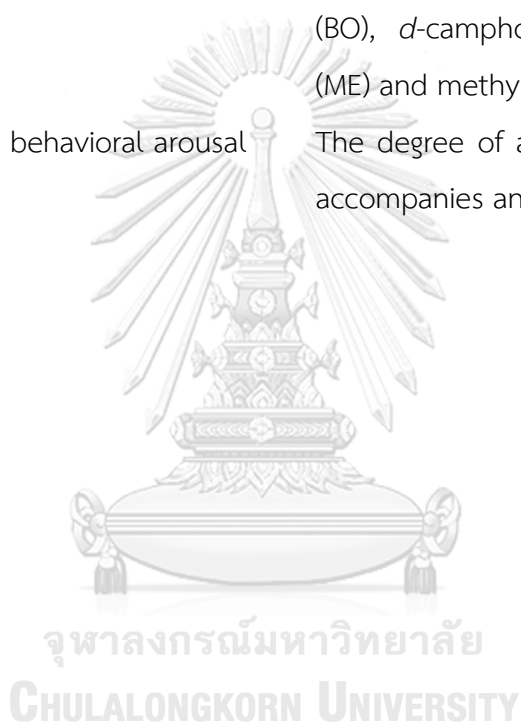 (BO), d-campho
(ME) and methy
behavioral arousal The degree of a
accompanies an
จุฬาลงกรณ์มหาวิทยาลัย
CHULALONGKORN UNIVERSITY